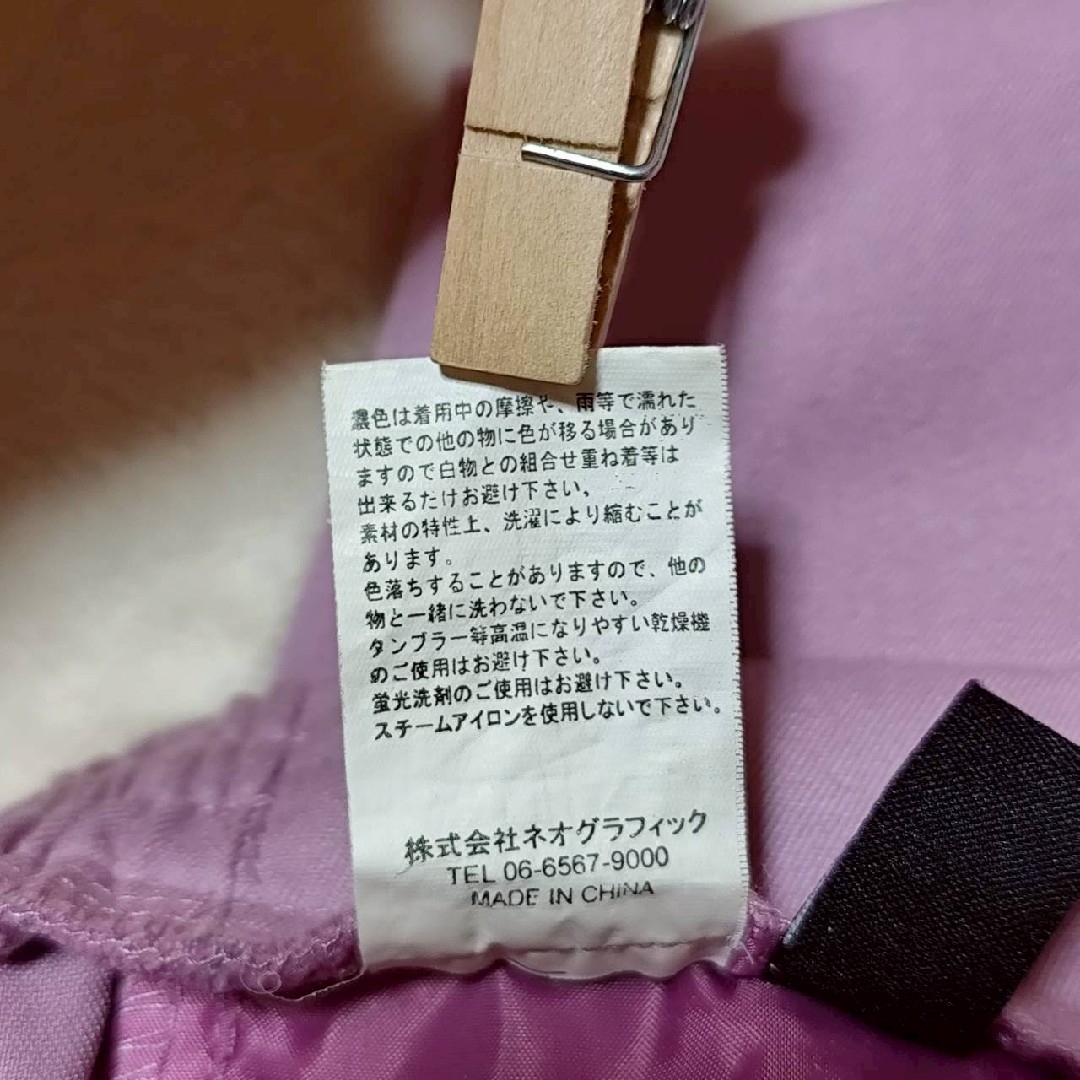 濃色は着用中の摩擦や、雨等で濡れた
状態での他の物に色が移る場合があり
ますので白物との組合せ重ね着等は
出来るだけお避け下さい、
素材の特性上、洗濯により縮むことが
あります。
色落ちすることがありますので、他の
物と一緒に洗わないで下さい。
タンブラー等高温になりやすい乾燥機
のご使用はお避け下さい。
蛍光洗剤のご使用はお避け下さい。
スチームアイロンを使用しないで下さい。
株式会社ネオグラフィック
TEL 06-6567-9000
MADE IN CHINA